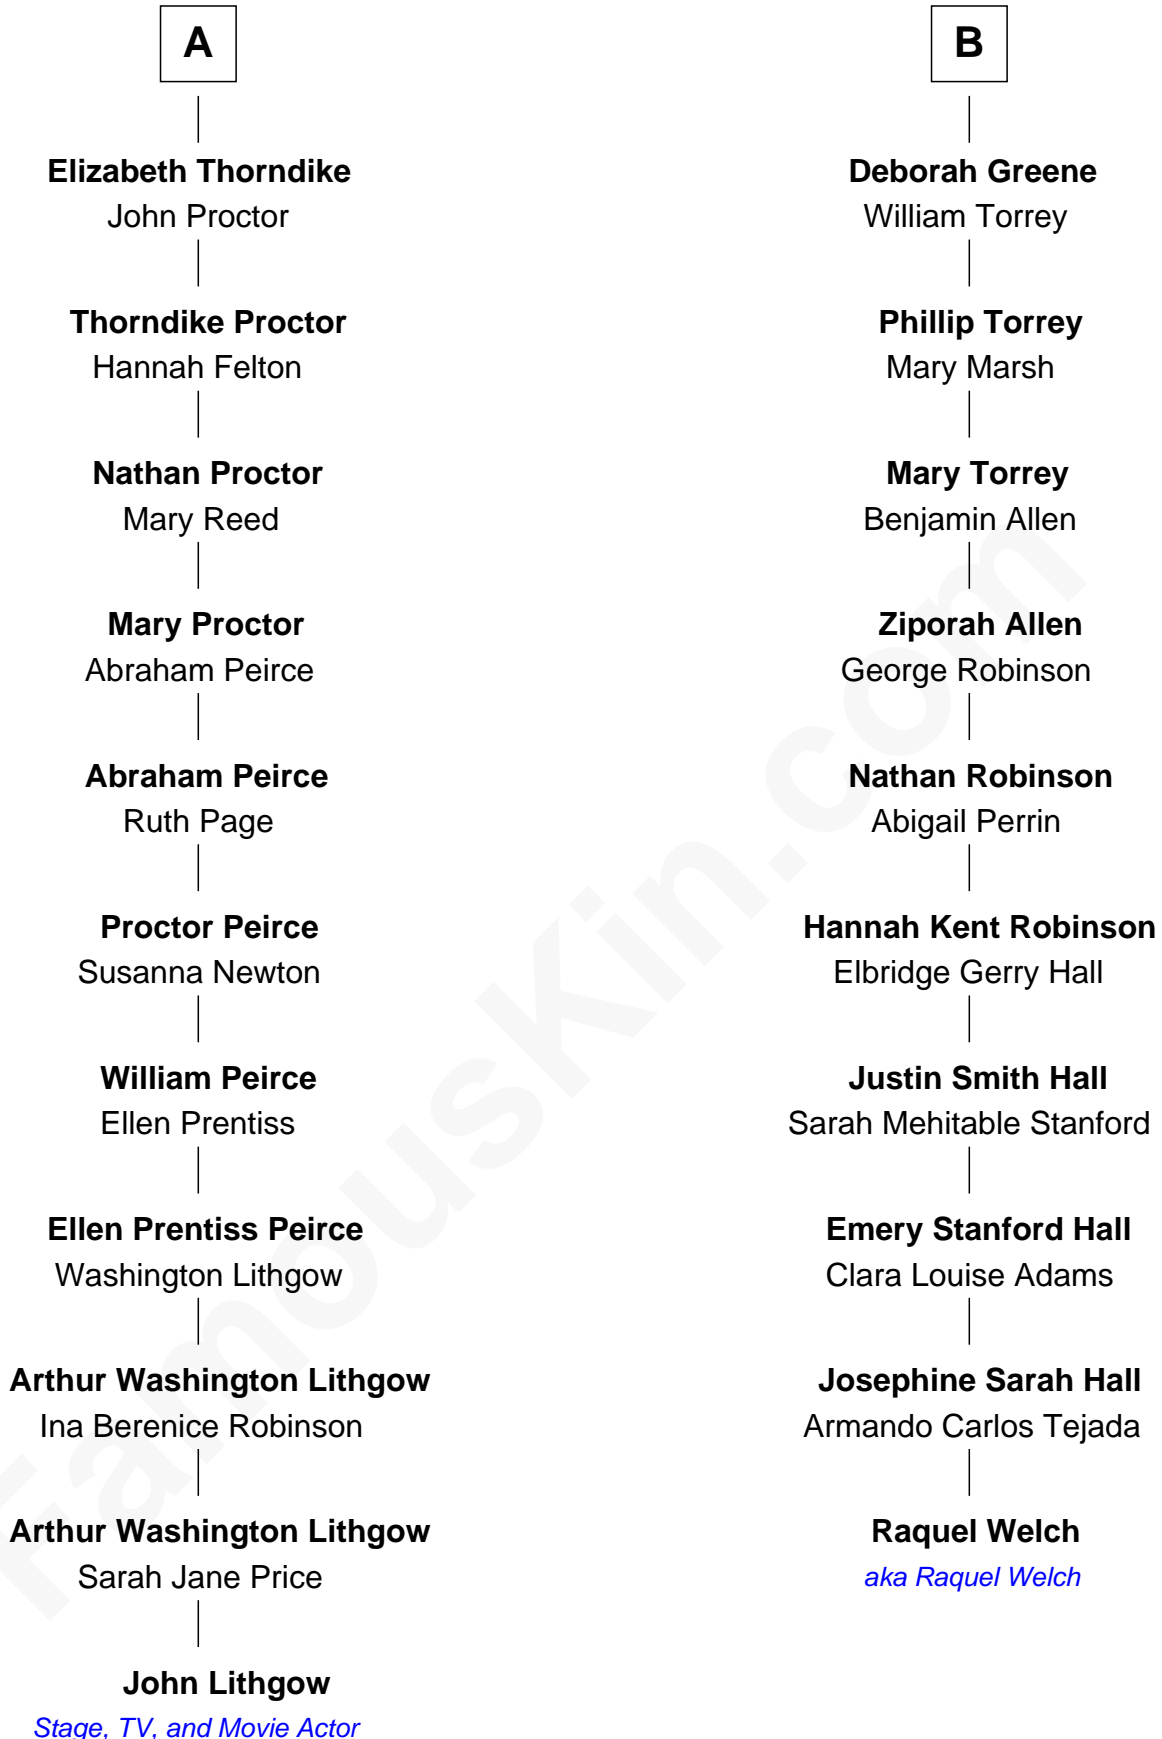 A
Elizabeth Thorndike
John Proctor
Thorndike Proctor
Hannah Felton
Nathan Proctor
Mary Reed
Mary Proctor
Abraham Peirce
Abraham Peirce
Ruth Page
Proctor Peirce
Susanna Newton
William Peirce
Ellen Prentiss
Ellen Prentiss Peirce
Washington Lithgow
Arthur Washington Lithgow
Ina Berenice Robinson
Arthur Washington Lithgow
Sarah Jane Price
John Lithgow
Stage, TV, and Movie Actor
B
Deborah Greene
William Torrey
Phillip Torrey
Mary Marsh
Mary Torrey
Benjamin Allen
Ziporah Allen
George Robinson
Nathan Robinson
Abigail Perrin
Hannah Kent Robinson
Elbridge Gerry Hall
Justin Smith Hall
Sarah Mehitable Stanford
Emery Stanford Hall
Clara Louise Adams
Josephine Sarah Hall
Armando Carlos Tejada
Raquel Welch
aka Raquel Welch
FamousKin.com